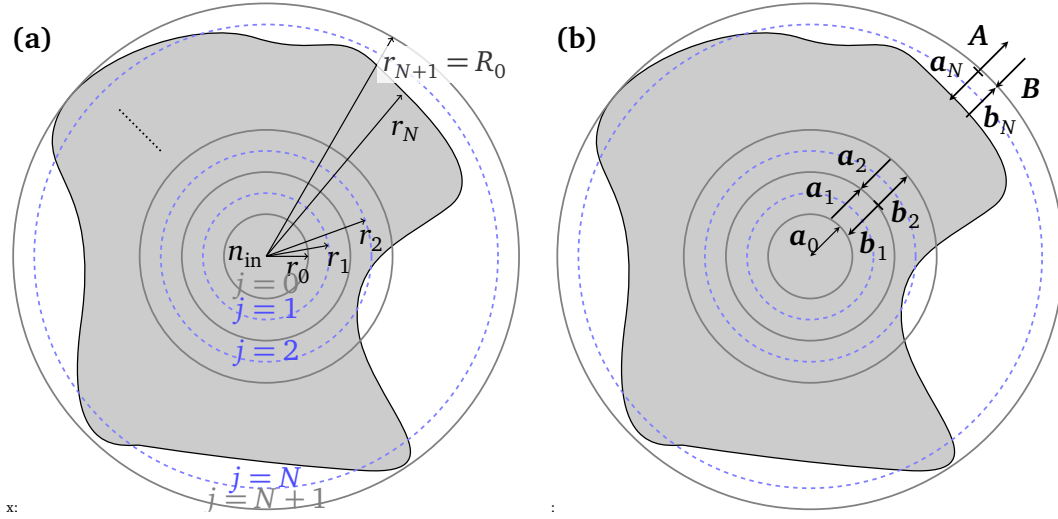 (a)
r_{N+1} = R_0
r_N
r_2
n_in
r_1
r_0
j = 0
j = 1
j = 2
j = N
j = N + 1
x:
(b)
A
a_N
B
b_N
a_2
a_1
b_2
a_0
b_1
: